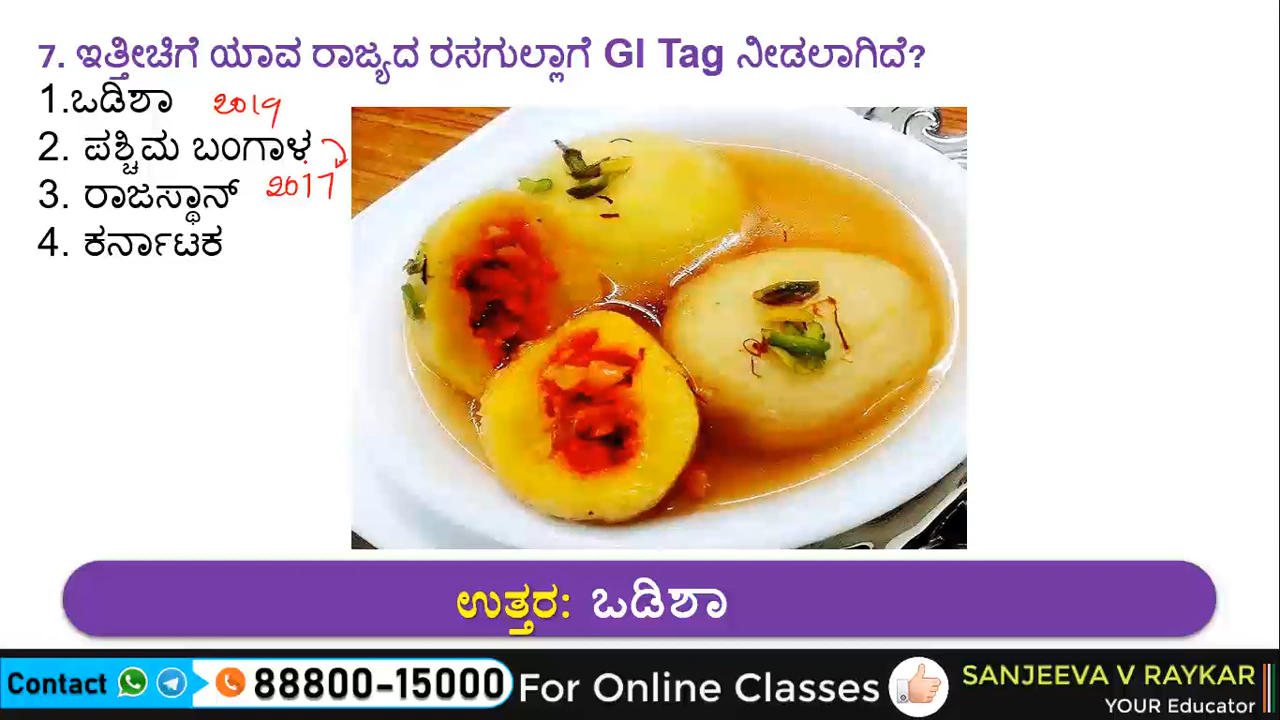 7. ಇತ್ತೀಚೆಗೆ ಯಾವ ರಾಜ್ಯದ ರಸಗುಲ್ಲಾಗೆ GI Tag ನೀಡಲಾಗಿದೆ?
1.ಒಡಿಶಾ 2019
2. ಪಶ್ಚಿಮ ಬಂಗಾಳ
3. ರಾಜಸ್ಥಾನ್ 2017
4. ಕರ್ನಾಟಕ
ಉತ್ತರ: ಒಡಿಶಾ
Contact 88800-15000 For Online Classes
SANJEEVA V RAYKAR
YOUR Educator